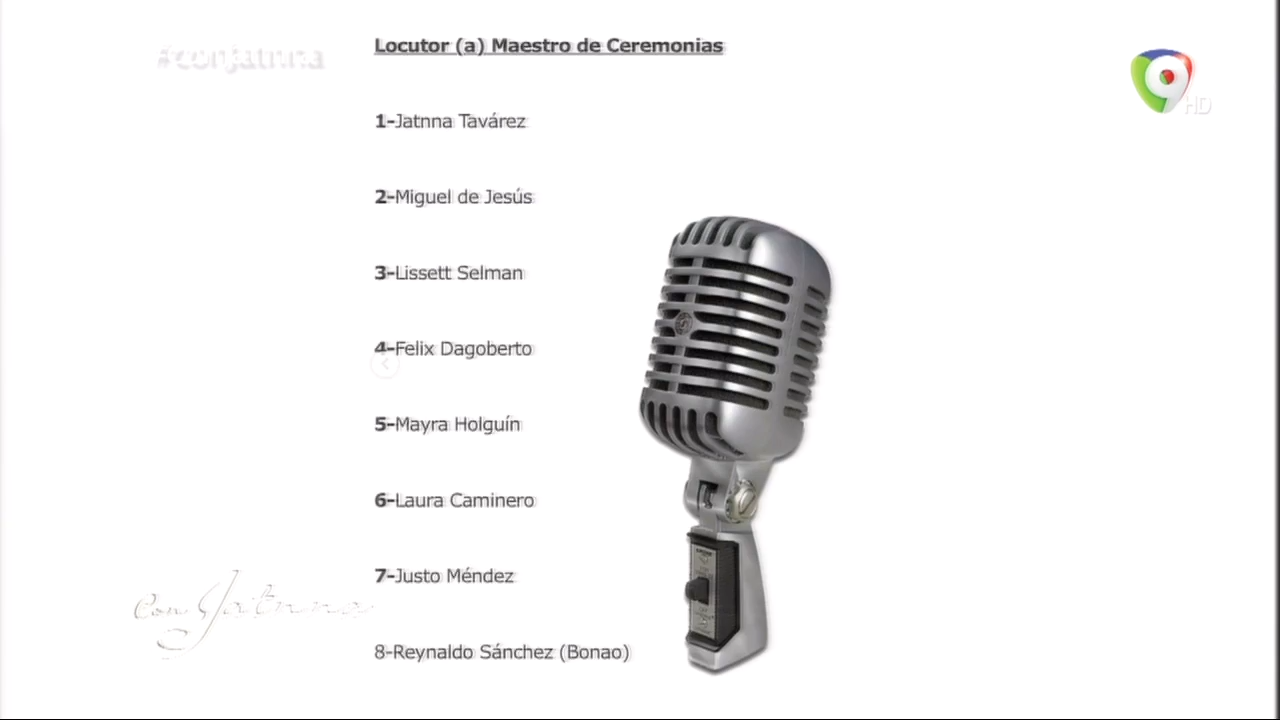 #conjatnna
Locutor (a) Maestro de Ceremonias
9
HD
1-Jatnna Tavárez
2-Miguel de Jesús
3-Lissett Selman
4-Felix Dagoberto
5-Mayra Holguín
6-Laura Caminero
7-Justo Méndez
Con Jatnna
8-Reynaldo Sánchez (Bonao)